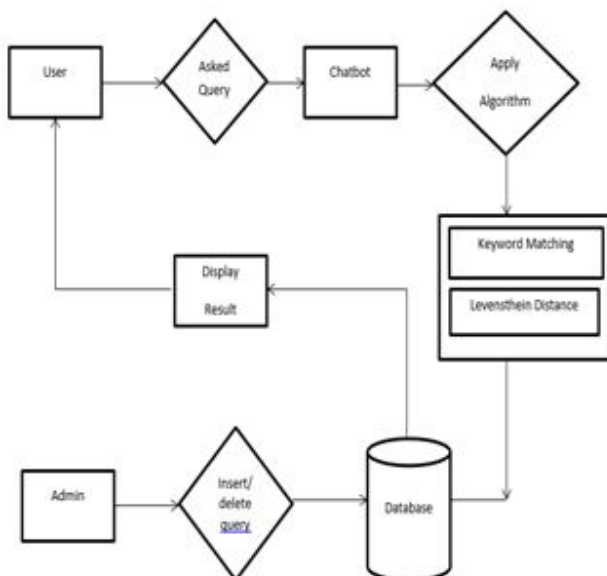 User
Asked
Query
Chatbot
Apply
Algorithm
Keyword Matching
Levensthein Distance
Display
Result
Admin
Insert/
delete
query
Database